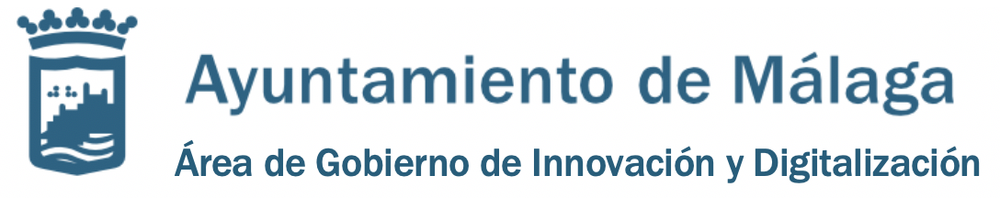 Ayuntamiento de Málaga
Área de Gobierno de Innovación y Digitalización